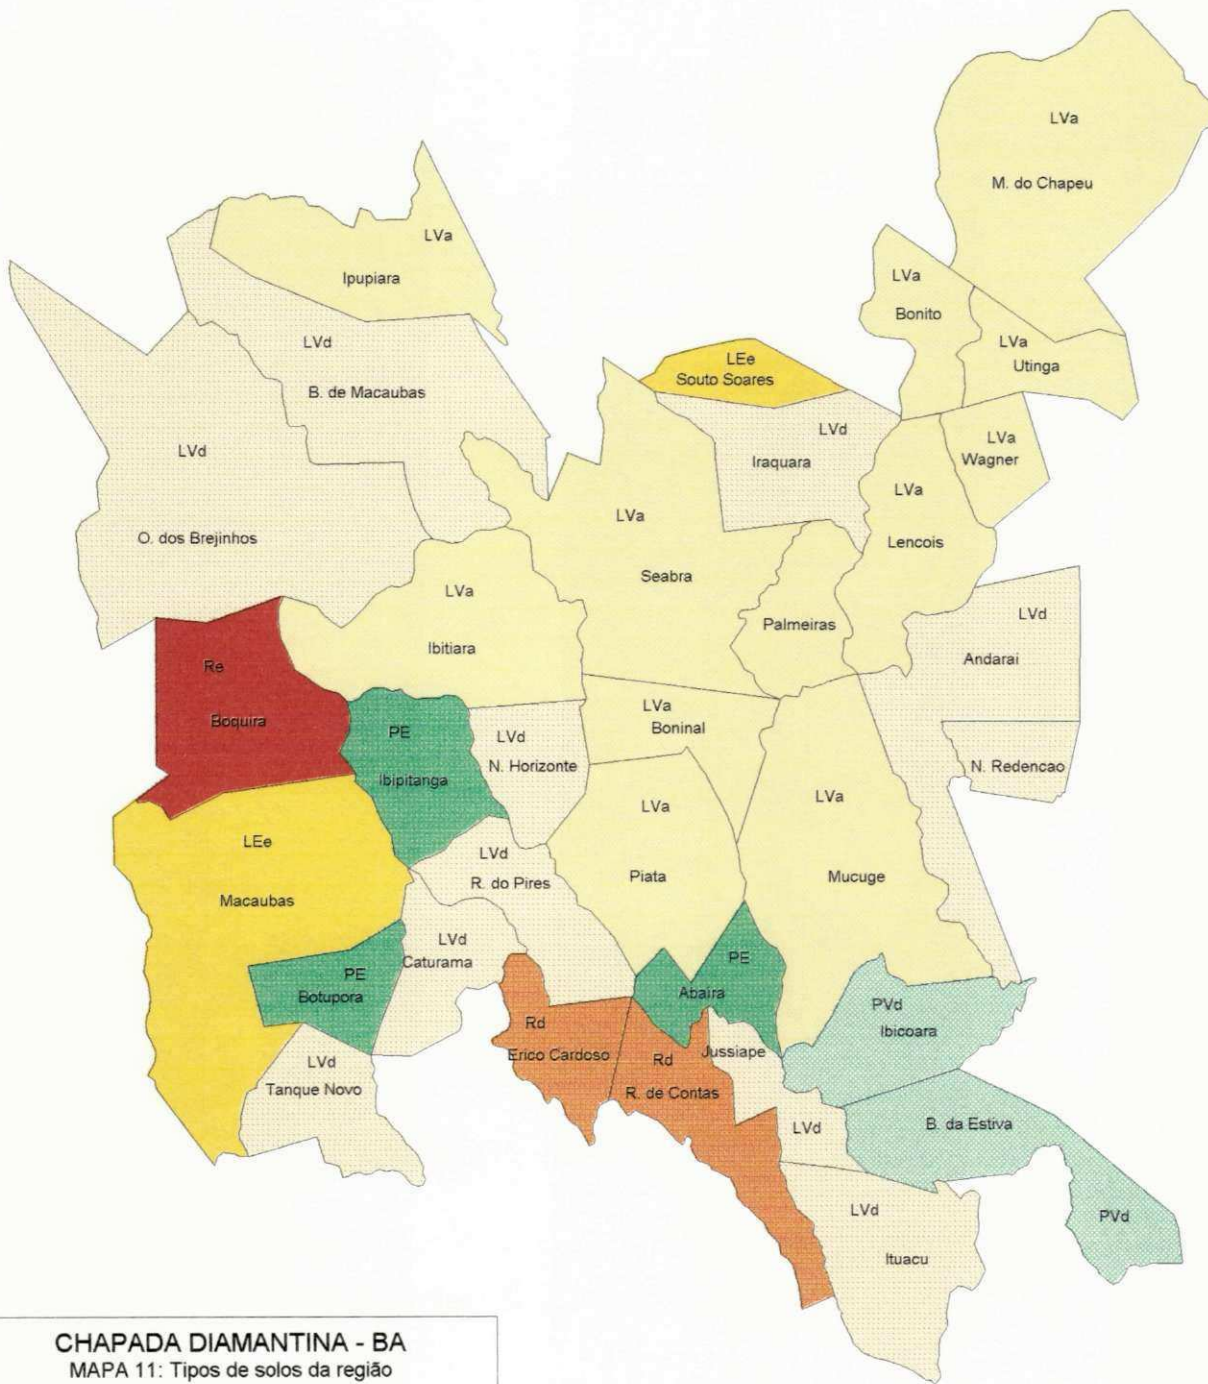 LVa
M. do Chapeu
LVa
Ipupiara
LVa
Bonito
LVa
Utinga
LVd
B. de Macaubas
LEe
Souto Soares
LVd
Iraquara
LVa
Wagner
LVd
O. dos Brejinhos
LVa
Seabra
LVa
Lencois
LVa
Ibitiara
Palmeiras
LVd
Andarai
Re
Boquira
PE
Ibipitanga
LVd
N. Horizonte
LVa
Boninal
N. Redencao
LVa
Piata
LVa
Mucuge
LEe
Macaubas
LVd
R. do Pires
LVd
Caturama
PE
Botupora
PE
Abaira
PVd
Ibicoara
Rd
Erico Cardoso
Rd
R. de Contas
Jussiape
LVd
LVd
Tanque Novo
B. da Estiva
PVd
LVd
Ituacu
CHAPADA DIAMANTINA - BA
MAPA 11: Tipos de solos da região